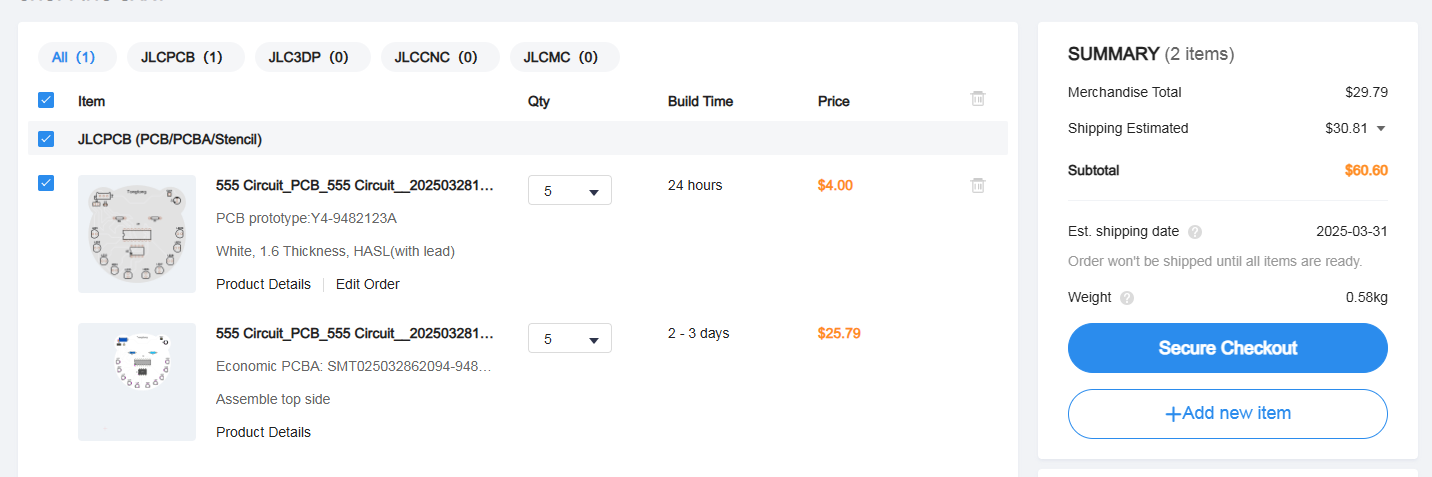 All (1)
JLCPCB (1)
JLC3DP (0)
JLCCNC (0)
JLCMC (0)
Item
Qty
Build Time
Price
JLCPCB (PCB/PCBA/Stencil)
555 Circuit_PCB_555 Circuit__202503281...
5
24 hours
$4.00
PCB prototype:Y4-9482123A
White, 1.6 Thickness, HASL(with lead)
Product Details
Edit Order
555 Circuit_PCB_555 Circuit__202503281...
5
2 - 3 days
$25.79
Economic PCBA: SMT025032862094-948...
Assemble top side
Product Details
SUMMARY (2 items)
Merchandise Total $29.79
Shipping Estimated $30.81
Subtotal $60.60
Est. shipping date ? 2025-03-31
Order won't be shipped until all items are ready.
Weight ? 0.58kg
Secure Checkout
+Add new item